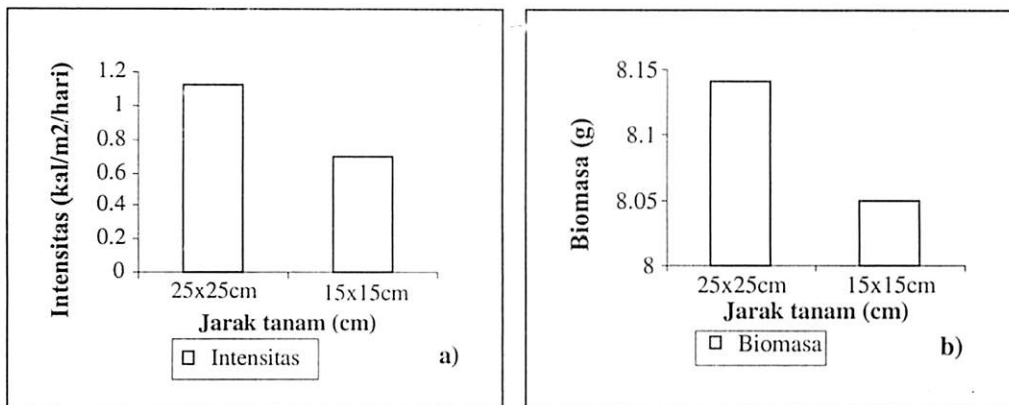 Intensitas (kal/m2/hari)
1.2
1
0.8
0.6
0.4
0.2
0
25x25cm 15x15cm
Jarak tanam (cm)
Intensitas
a)
Biomasa (g)
8.15
8.1
8.05
8
25x25cm 15x15cm
Jarak tanam (cm)
Biomasa
b)